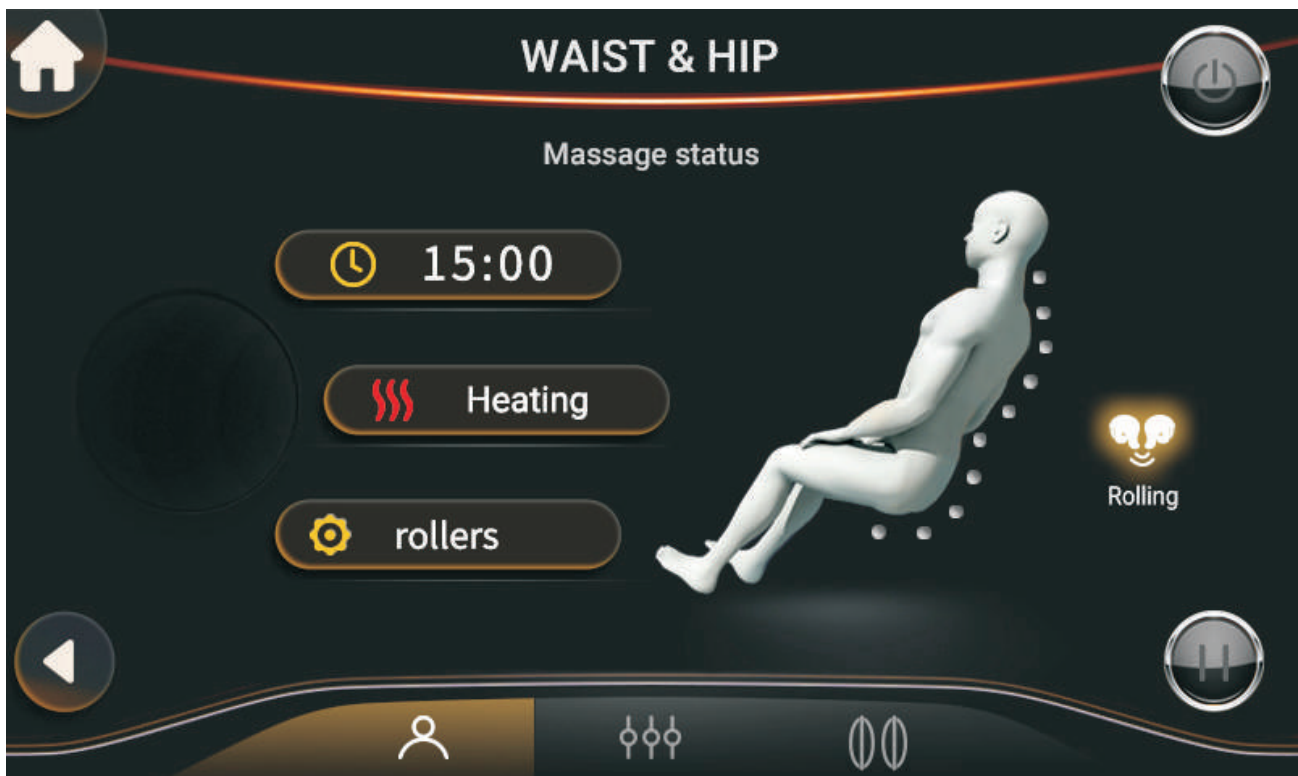 WAIST & HIP
Massage status
15:00
Heating
rollers
Rolling